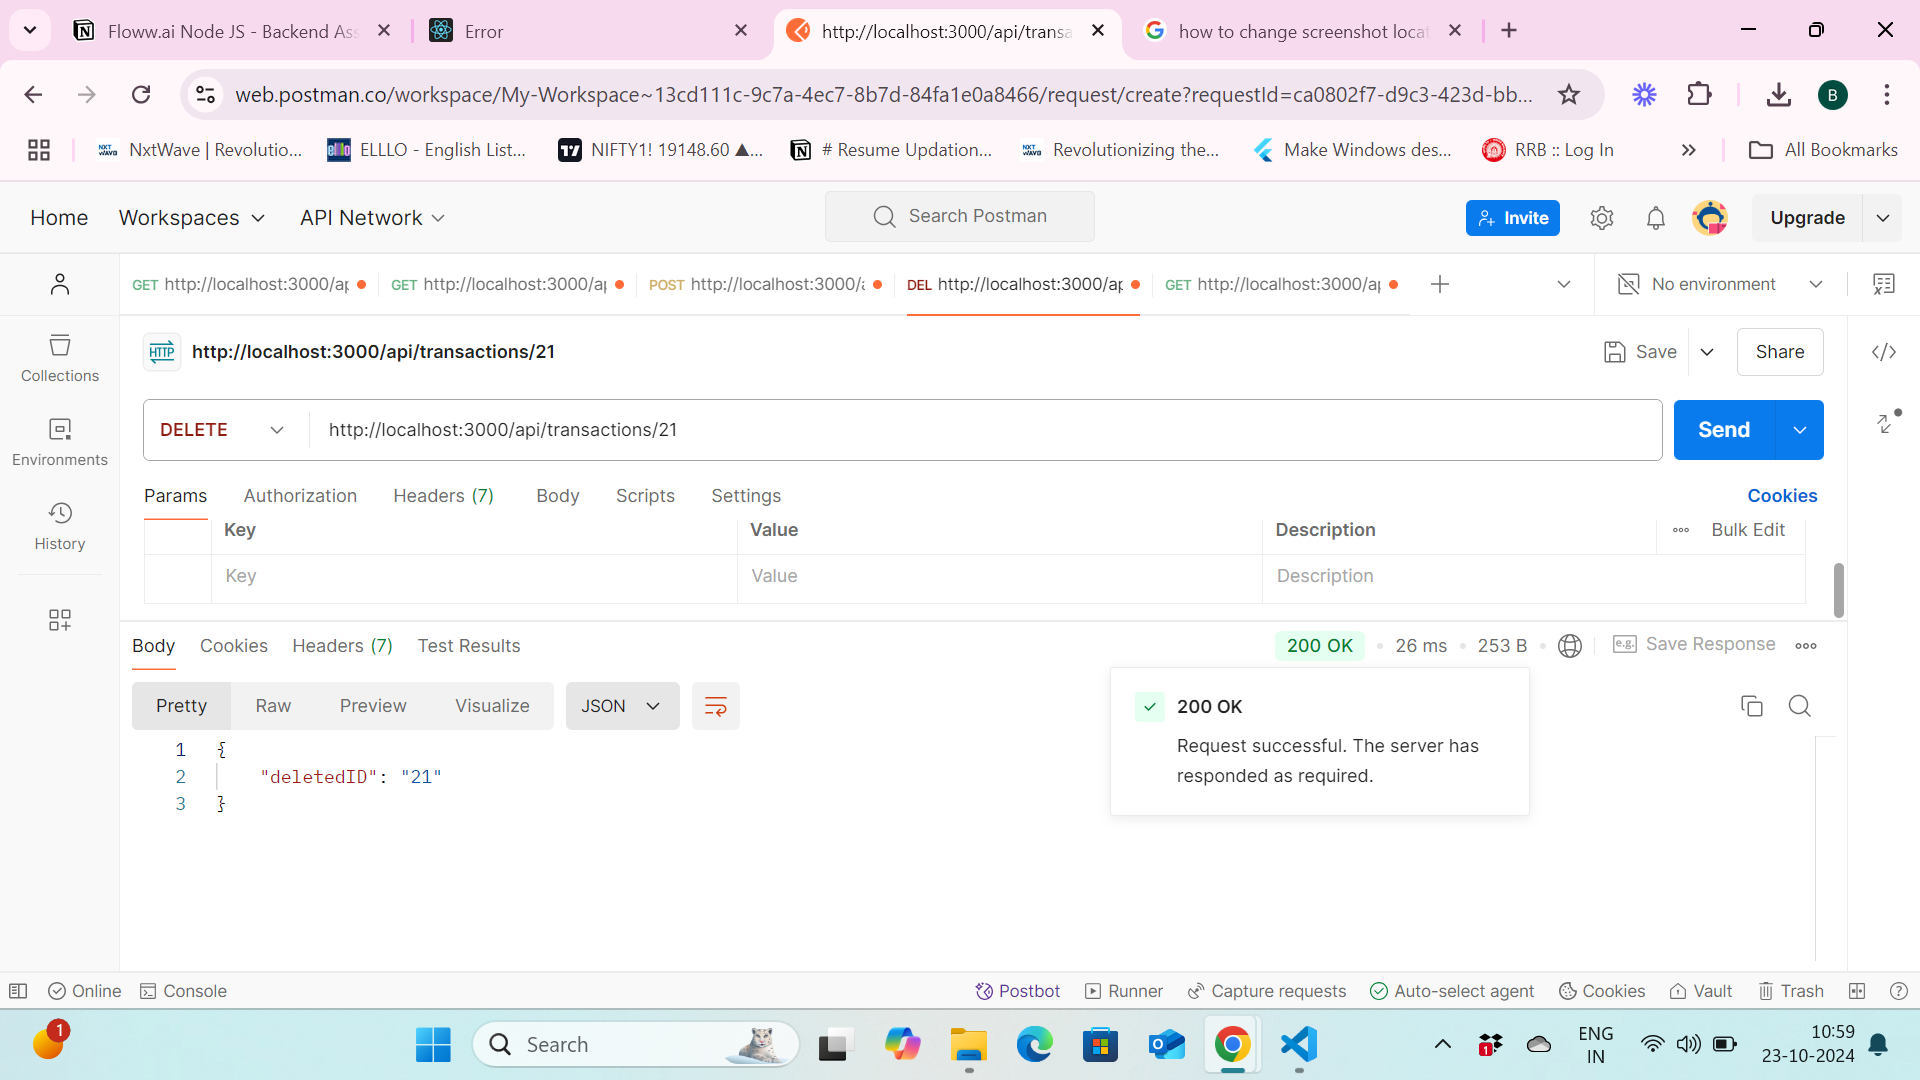 Floww.ai Node JS - Backend Ass
Error
http://localhost:3000/api/transa
how to change screenshot locat
web.postman.co/workspace/My-Workspace~13cd111c-9c7a-4ec7-8b7d-84fa1e0a8466/request/create?requestId=ca0802f7-d9c3-423d-bb...
B
NxtWave | Revolutio...
ELLLO - English List...
NIFTY1! 19148.60 ▲...
# Resume Updation...
Revolutionizing the...
Make Windows des...
RRB :: Log In
All Bookmarks
Home
Workspaces
API Network
Search Postman
Invite
Upgrade
GET http://localhost:3000/ap
GET http://localhost:3000/ap
POST http://localhost:3000/a
DEL http://localhost:3000/ap
GET http://localhost:3000/ap
No environment
Collections
Environments
History
HTTP http://localhost:3000/api/transactions/21
Save
Share
DELETE
http://localhost:3000/api/transactions/21
Send
Params
Authorization
Headers (7)
Body
Scripts
Settings
Cookies
Key
Value
Description
Bulk Edit
Key
Value
Description
Body
Cookies
Headers (7)
Test Results
200 OK
26 ms
253 B
e.g. Save Response
Pretty
Raw
Preview
Visualize
JSON
1 {
2 "deletedID": "21"
3 }
200 OK
Request successful. The server has
responded as required.
Online
Console
Postbot
Runner
Capture requests
Auto-select agent
Cookies
Vault
Trash
1
Search
1
ENG
IN
10:59
23-10-2024